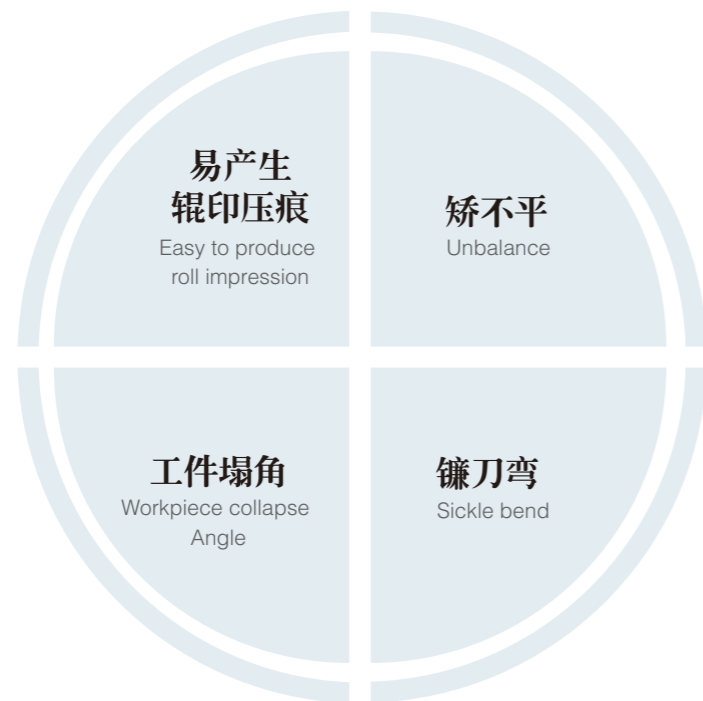 易产生
辊印压痕
Easy to produce
roll impression
矫不平
Unbalance
工件塌角
Workpiece collapse
Angle
镰刀弯
Sickle bend